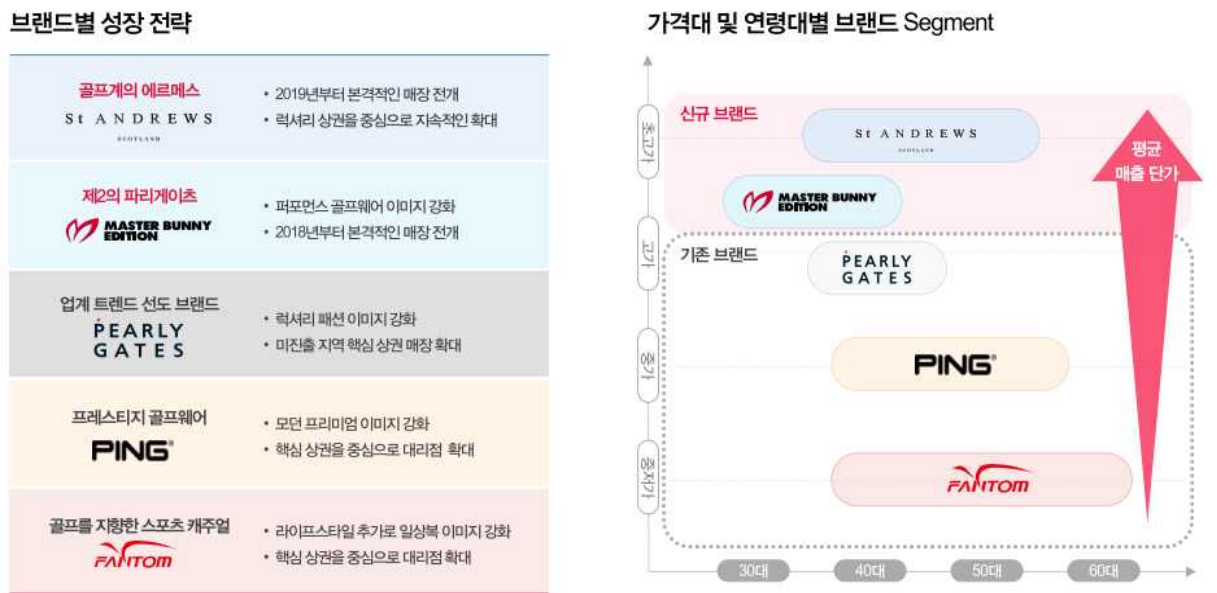 브랜드별 성장 전략
골프계의 에르메스
St ANDREWS
SCOTLAND
• 2019년부터 본격적인 매장 전개
• 럭셔리 상권을 중심으로 지속적인 확대
제2의 파리게이츠
MASTER BUNNY
EDITION
• 퍼포먼스 골프웨어 이미지 강화
• 2018년부터 본격적인 매장 전개
업계 트렌드 선도 브랜드
PEARLY
GATES
• 럭셔리 패션 이미지 강화
• 미진출 지역 핵심 상권 매장 확대
프레스티지 골프웨어
PING®
• 모던 프리미엄 이미지 강화
• 핵심 상권을 중심으로 대리점 확대
골프를 지향한 스포츠 캐주얼
FANTOM
• 라이프스타일 추가로 일상복 이미지 강화
• 핵심 상권을 중심으로 대리점 확대
가격대 및 연령대별 브랜드 Segment
초고가
고가
중가
중저가
신규 브랜드
St ANDREWS
SCOTLAND
MASTER BUNNY
EDITION
평균
매출 단가
기존 브랜드
PEARLY
GATES
PING®
FANTOM
30대
40대
50대
60대